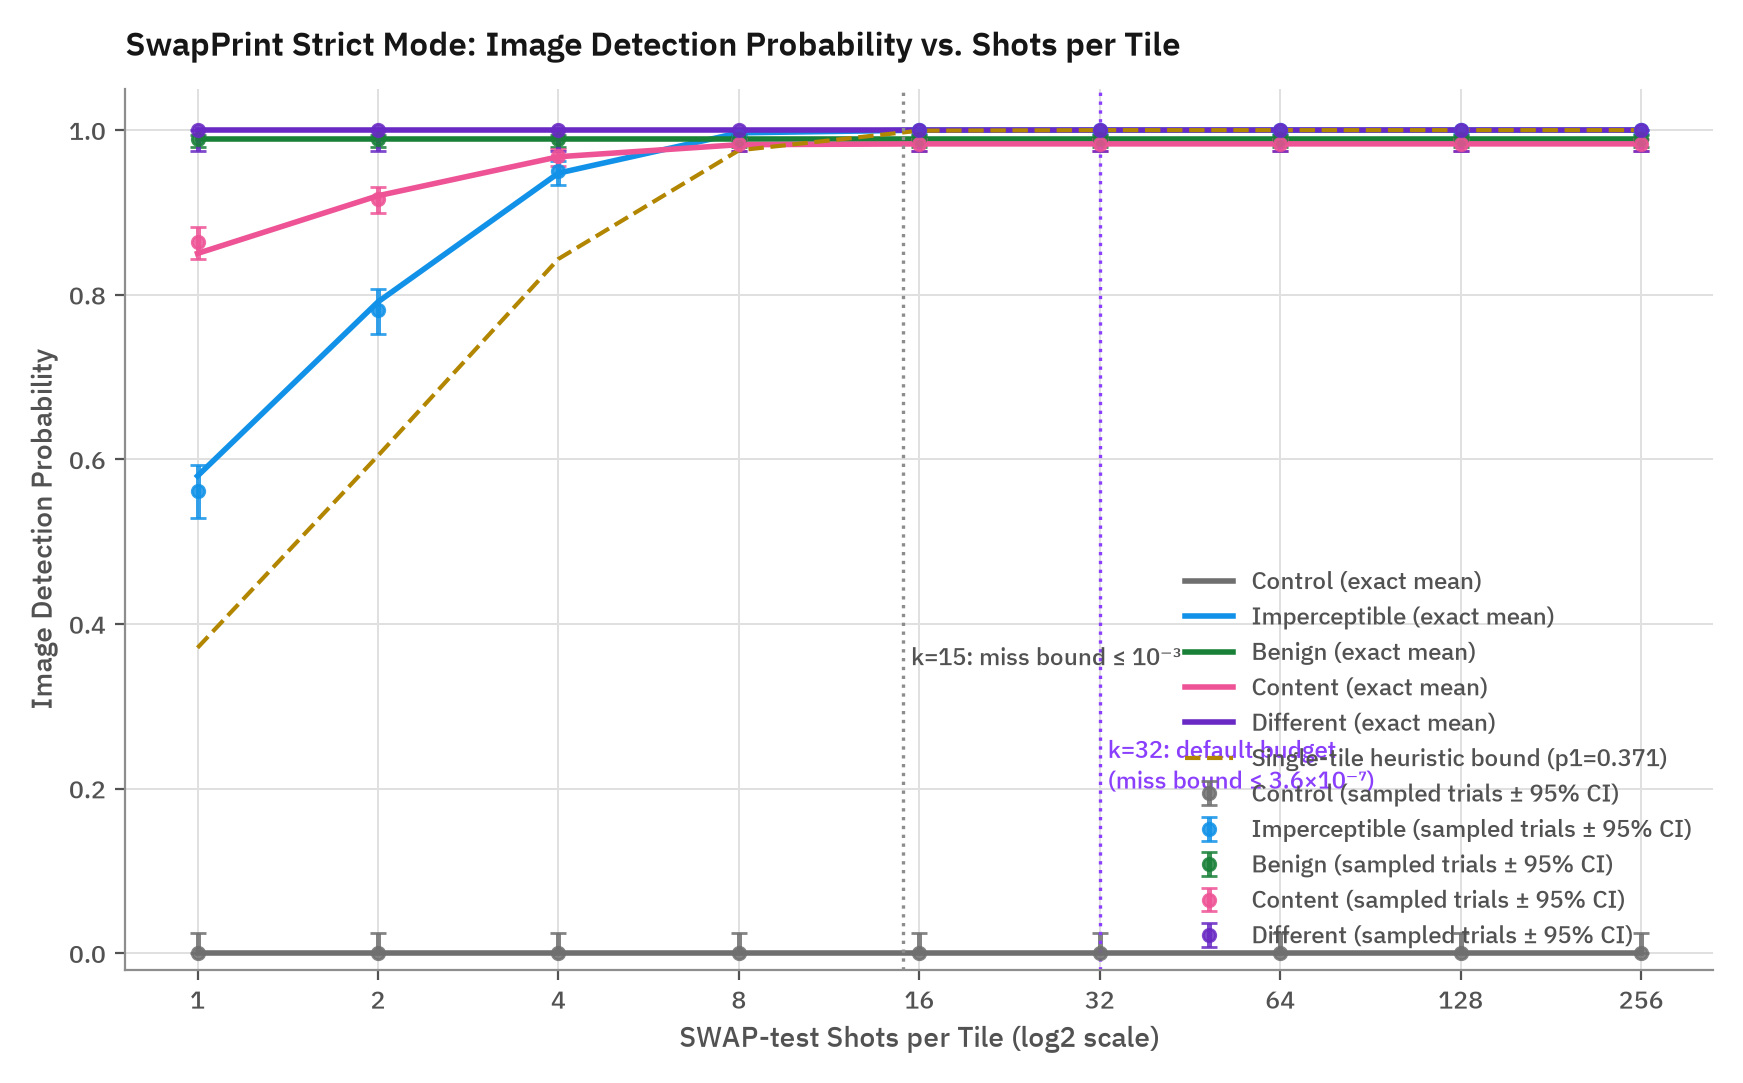 SwapPrint Strict Mode: Image Detection Probability vs. Shots per Tile
Image Detection Probability
1.0
0.8
0.6
0.4
0.2
0.0
k=15: miss bound ≤ 10⁻³
k=32: default budget
(miss bound ≤ 3.6×10⁻⁷)
Control (exact mean)
Imperceptible (exact mean)
Benign (exact mean)
Content (exact mean)
Different (exact mean)
Single-tile heuristic bound (p1=0.371)
Control (sampled trials ± 95% CI)
Imperceptible (sampled trials ± 95% CI)
Benign (sampled trials ± 95% CI)
Content (sampled trials ± 95% CI)
Different (sampled trials ± 95% CI)
1 2 4 8 16 32 64 128 256
SWAP-test Shots per Tile (log2 scale)